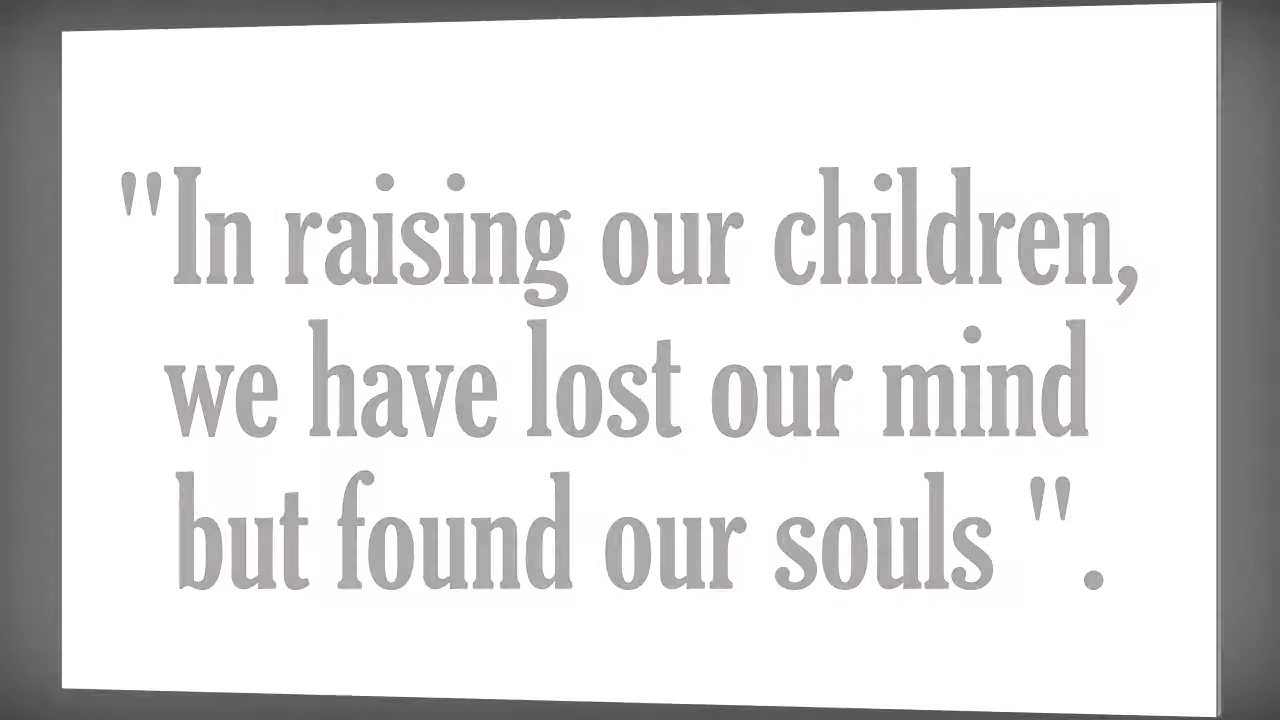 "In raising our children,
we have lost our mind
but found our souls ".